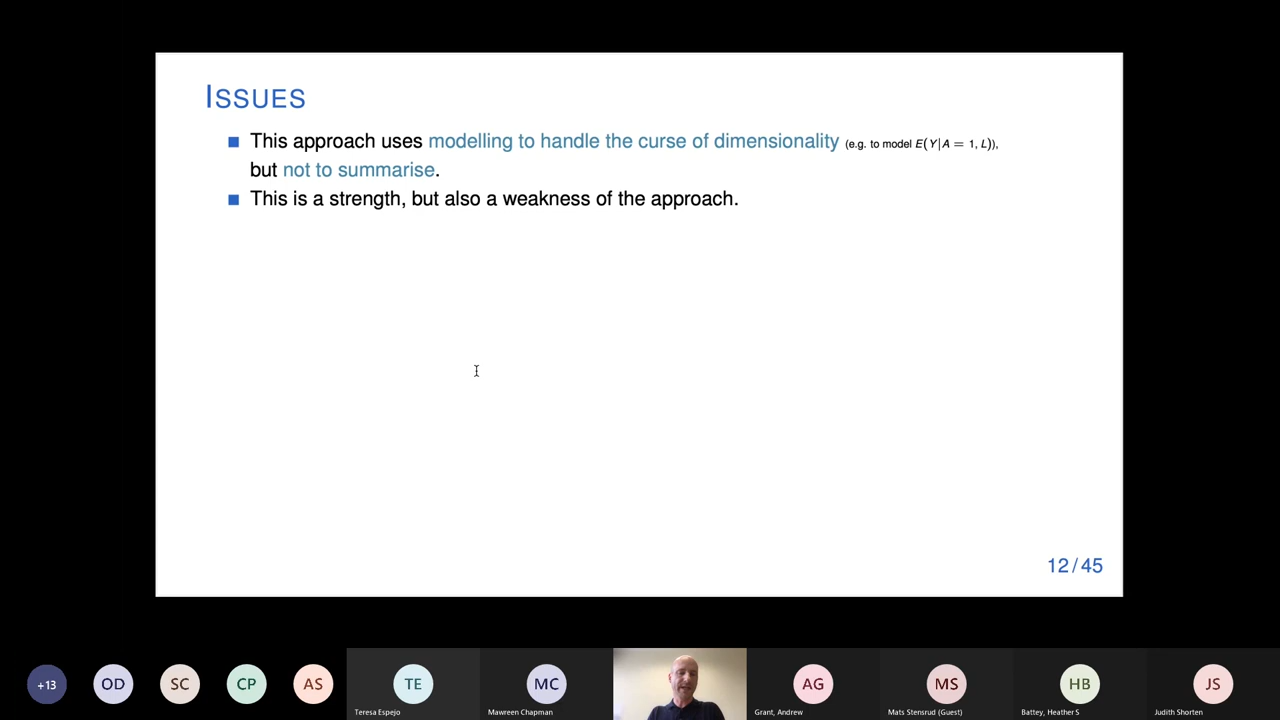 ISSUES
This approach uses modelling to handle the curse of dimensionality (e.g. to model E(Y|A = 1, L)),
but not to summarise.
This is a strength, but also a weakness of the approach.
12/45
+13
OD
SC
CP
AS
TE
MC
AG
MS
HB
JS
Teresa Espejo
Mawreen Chapman
Grant, Andrew
Mats Stensrud (Guest)
Battey, Heather S
Judith Shorten